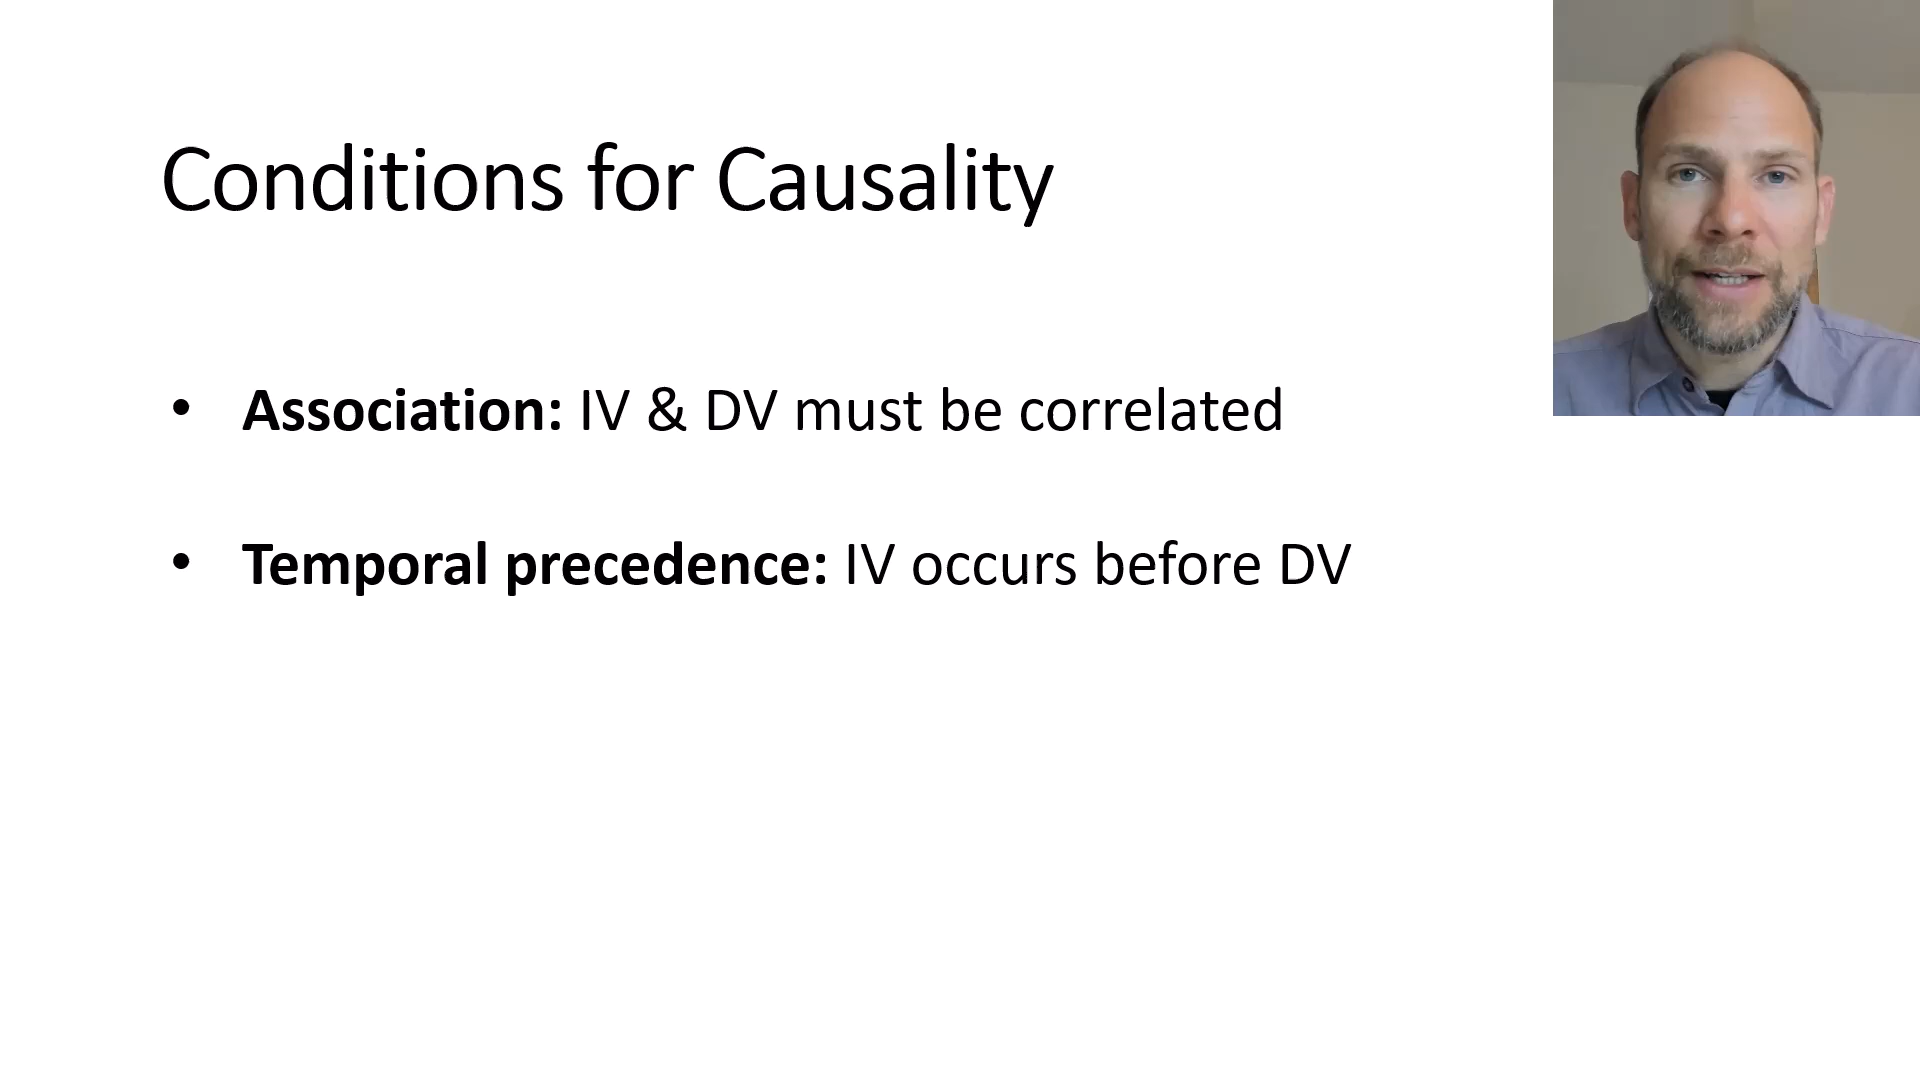 Conditions for Causality
• Association: IV & DV must be correlated
• Temporal precedence: IV occurs before DV